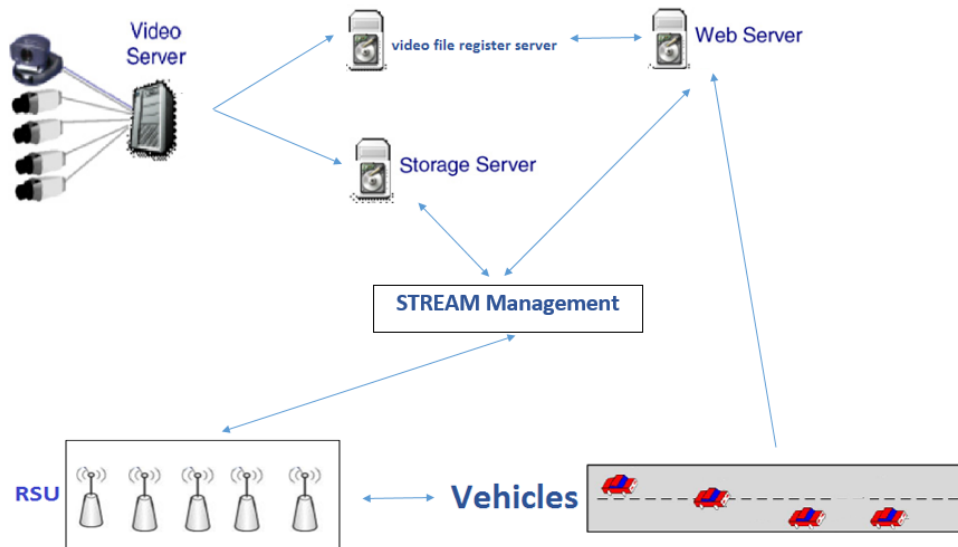 Video
Server
video file register server
Web Server
Storage Server
STREAM Management
RSU
Vehicles